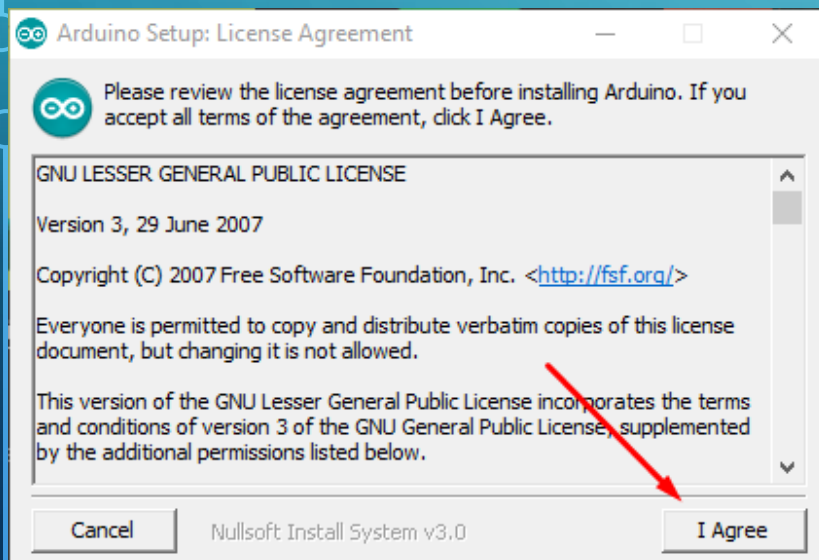 Arduino Setup: License Agreement
Please review the license agreement before installing Arduino. If you
accept all terms of the agreement, click I Agree.
GNU LESSER GENERAL PUBLIC LICENSE
Version 3, 29 June 2007
Copyright (C) 2007 Free Software Foundation, Inc. <http://fsf.org/>
Everyone is permitted to copy and distribute verbatim copies of this license
document, but changing it is not allowed.
This version of the GNU Lesser General Public License incorporates the terms
and conditions of version 3 of the GNU General Public License, supplemented
by the additional permissions listed below.
Cancel
Nullsoft Install System v3.0
I Agree